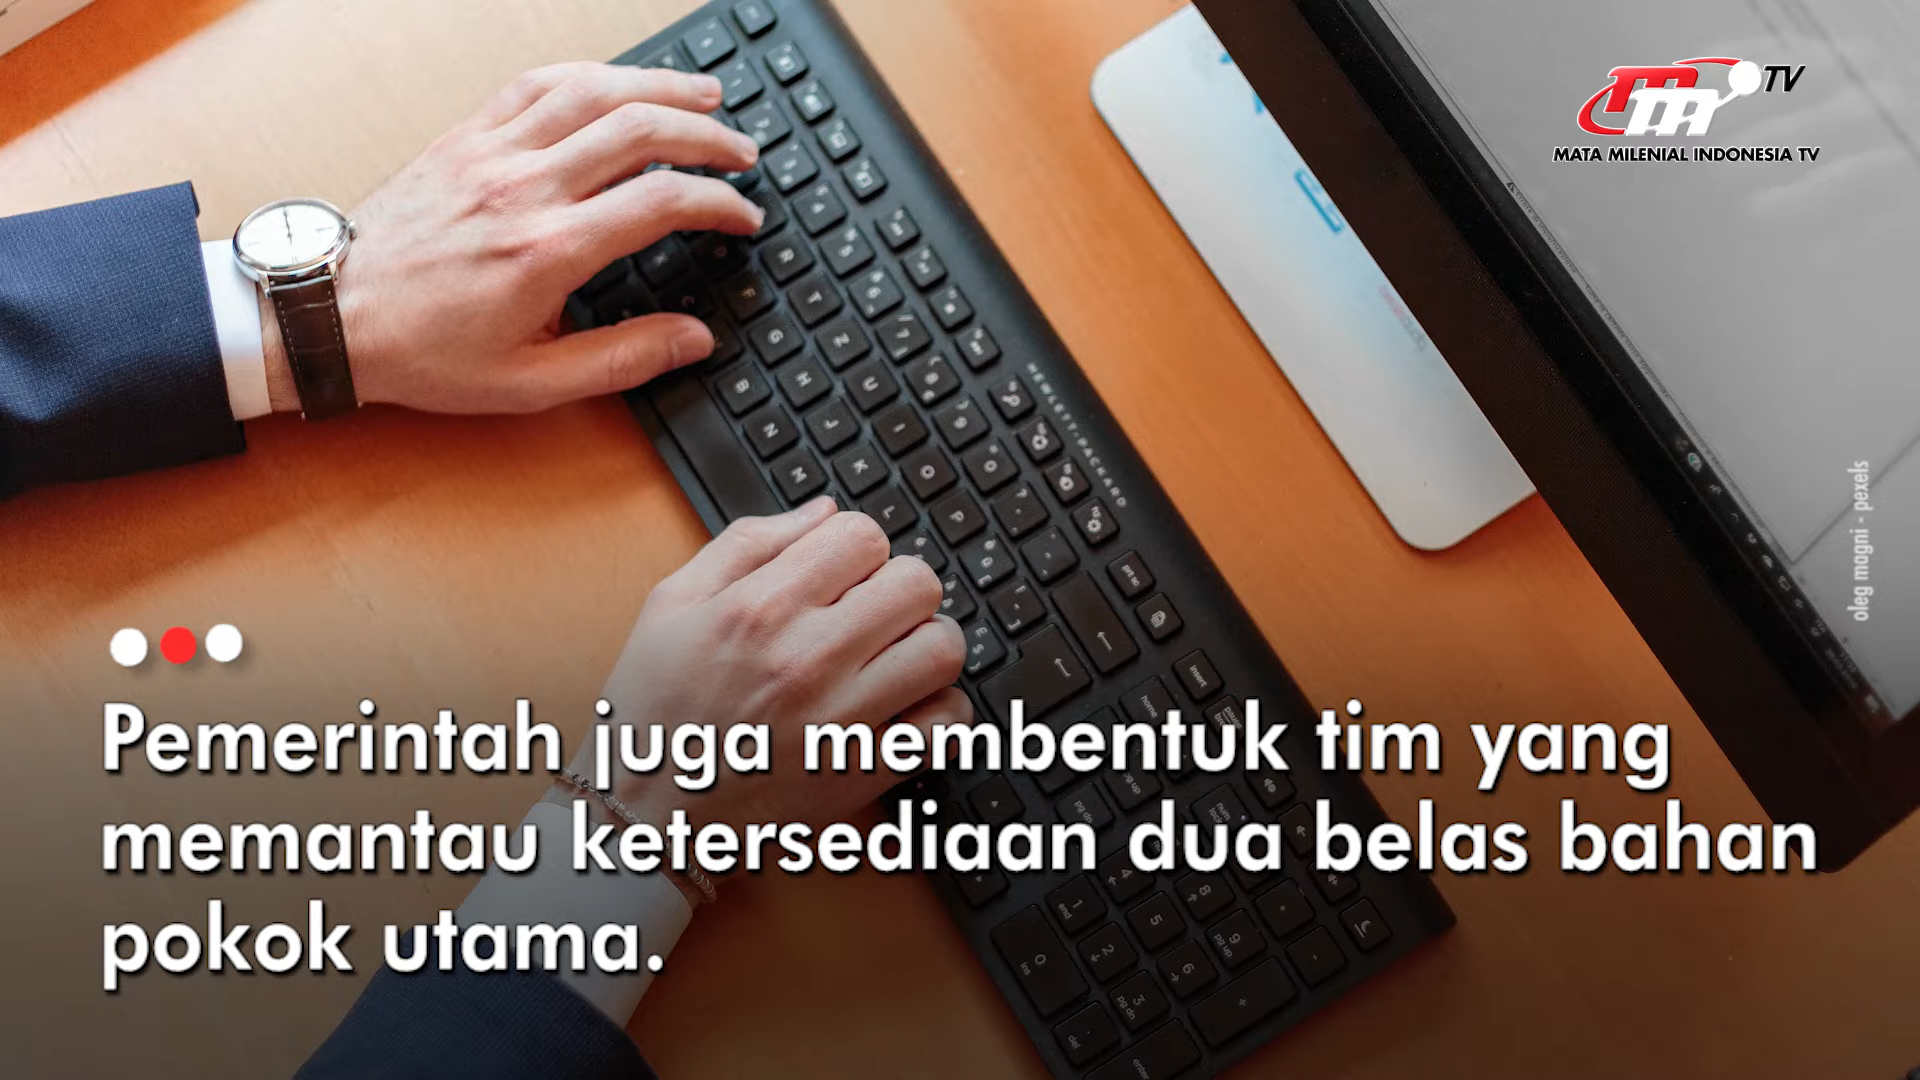 TV
MATA MILENIAL INDONESIA TV
HEWLETT-PACKARD
oleg magni - pexels
Pemerintah juga membentuk tim yang
memantau ketersediaan dua belas bahan
pokok utama.